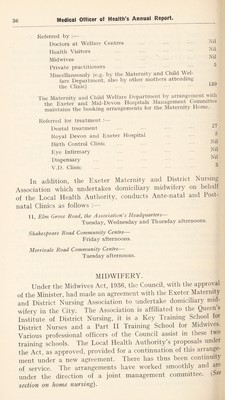 36 Medical Officer of Health's Annual Report.
Referred by :—
Doctors at Welfare Centres Nil
Health Visitors Nil
Midwives Nil
Private practitioners 5
Miscellaneously (e.g. by the Maternity and Child Wel-
fare Department; also by other mothers attending
the Clinic)
The Maternity and Child Welfare Department by arrangement with
the Exeter and Mid-Devon Hospitals Management Committee
maintains the booking arrangements for the Maternity Home.
Referred for treatment :—
Dental treatment 27
Royal Devon and Exeter Hospital
Birth Control Clinic Nil
Eye Infirmary Nil
Dispensary Nil
V.D. Clinic
In addition, the Exeter Maternity and District Nursing
Association which undertakes domiciliary midwifery on behalf
of the Local Health Authority, conducts Ante-natal and Post-
natal Clinics as follows :—
11, Elm Grove Road, the Association's Headquarters—
Tuesday, Wednesday and Thursday afternoons.
Shakespeare Road Community Centre—
Friday afternoons.
Merrivale Road Community Centre—
Tuesday afternoons.
MIDWIFERY.
Under the Midwives Act, 1936, the Council, with the approval
of the Minister, had made an agreement with the Exeter Maternity
and District Nursing Association to undertake domiciliary mid-
wifery in the City. The Association is affiliated to the Queen's
Institute of District Nursing, it is a Key Training School for
District Nurses and a Part II Training School for Midwives.
Various professional officers of the Council assist in these two
training schools. The Local Health Authority's proposals under
the Act, as approved, provided for a continuation of this arrange-
ment under a new agreement. There has thus been continuity
of service. The arrangements have worked smoothly and are
under the direction of a joint management committee. (See
section on home nursing).